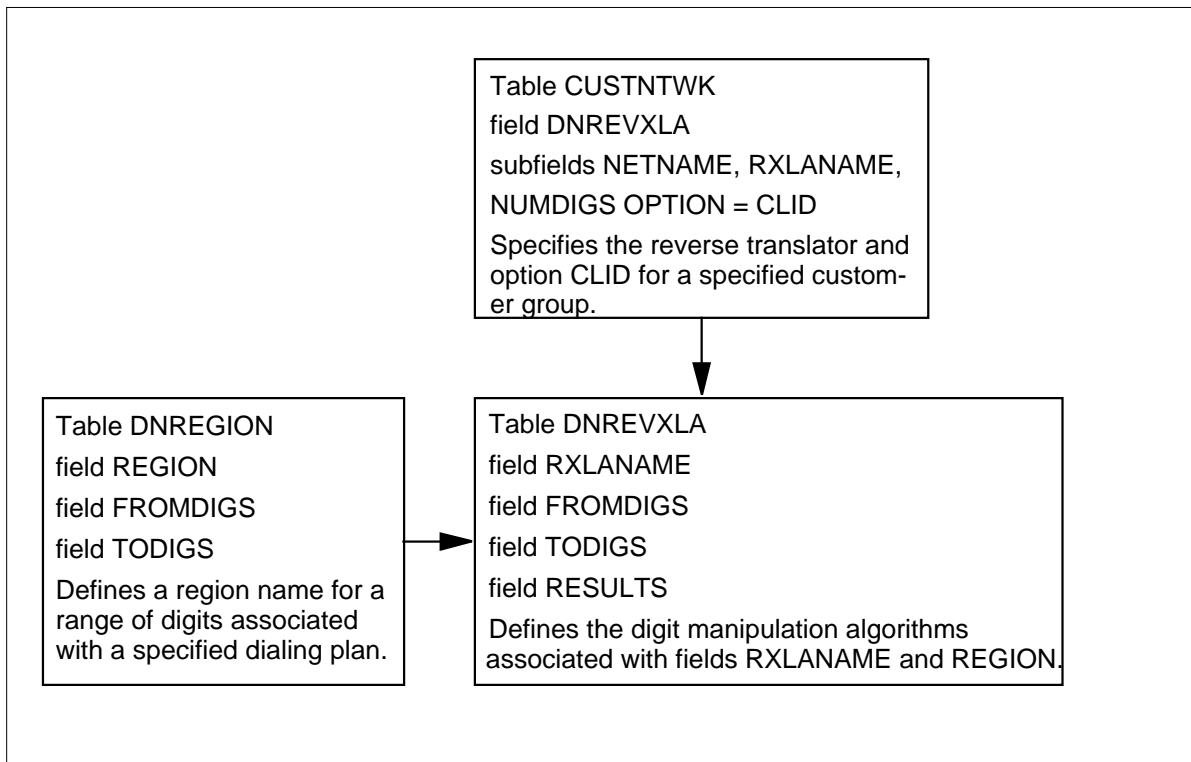 Table CUSTNTWK
field DNREVXLA
subfields NETNAME, RXLANAME,
NUMDIGS OPTION = CLID
Specifies the reverse translator and
option CLID for a specified custom-
er group.
Table DNREGION
field REGION
field FROMDIGS
field TODIGS
Defines a region name for a
range of digits associated
with a specified dialing plan.
Table DNREVXLA
field RXLANAME
field FROMDIGS
field TODIGS
field RESULTS
Defines the digit manipulation algorithms
associated with fields RXLANAME and REGION.